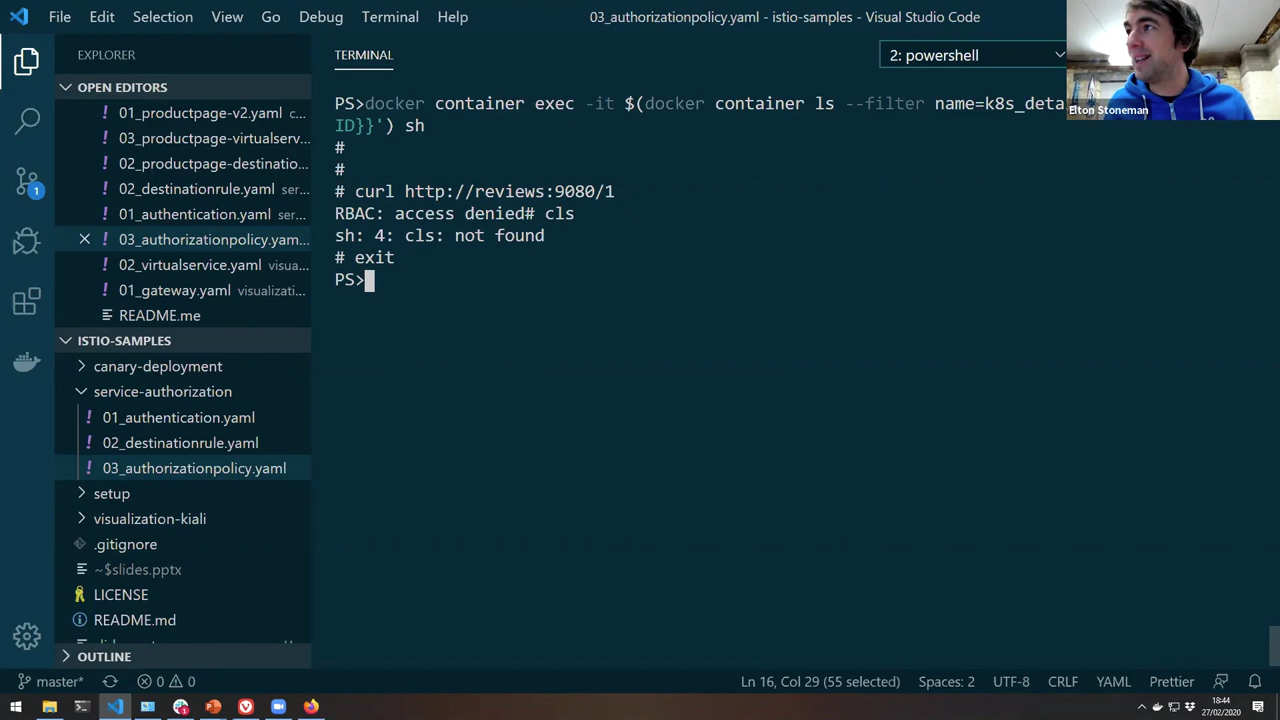 File Edit Selection View Go Debug Terminal Help
03_authorizationpolicy.yaml - istio-samples - Visual Studio Code
EXPLORER
OPEN EDITORS
! 01_productpage-v2.yaml c...
! 03_productpage-virtualserv...
! 02_productpage-destinatio...
! 02_destinationrule.yaml ser...
! 01_authentication.yaml se...
! 03_authorizationpolicy.yam...
! 02_virtualservice.yaml visua...
! 01_gateway.yaml visualizati...
README.me
ISTIO-SAMPLES
canary-deployment
service-authorization
! 01_authentication.yaml
! 02_destinationrule.yaml
! 03_authorizationpolicy.yaml
setup
visualization-kiali
.gitignore
~$slides.pptx
LICENSE
README.md
OUTLINE
1
TERMINAL
2: powershell
Elton Stoneman
PS>docker container exec -it $(docker container ls --filter name=k8s_deta
ID}}') sh
#
#
# curl http://reviews:9080/1
RBAC: access denied# cls
sh: 4: cls: not found
# exit
PS>
master*
0 0
Ln 16, Col 29 (55 selected)
Spaces: 2
UTF-8
CRLF
YAML
Prettier
18:44
27/02/2020